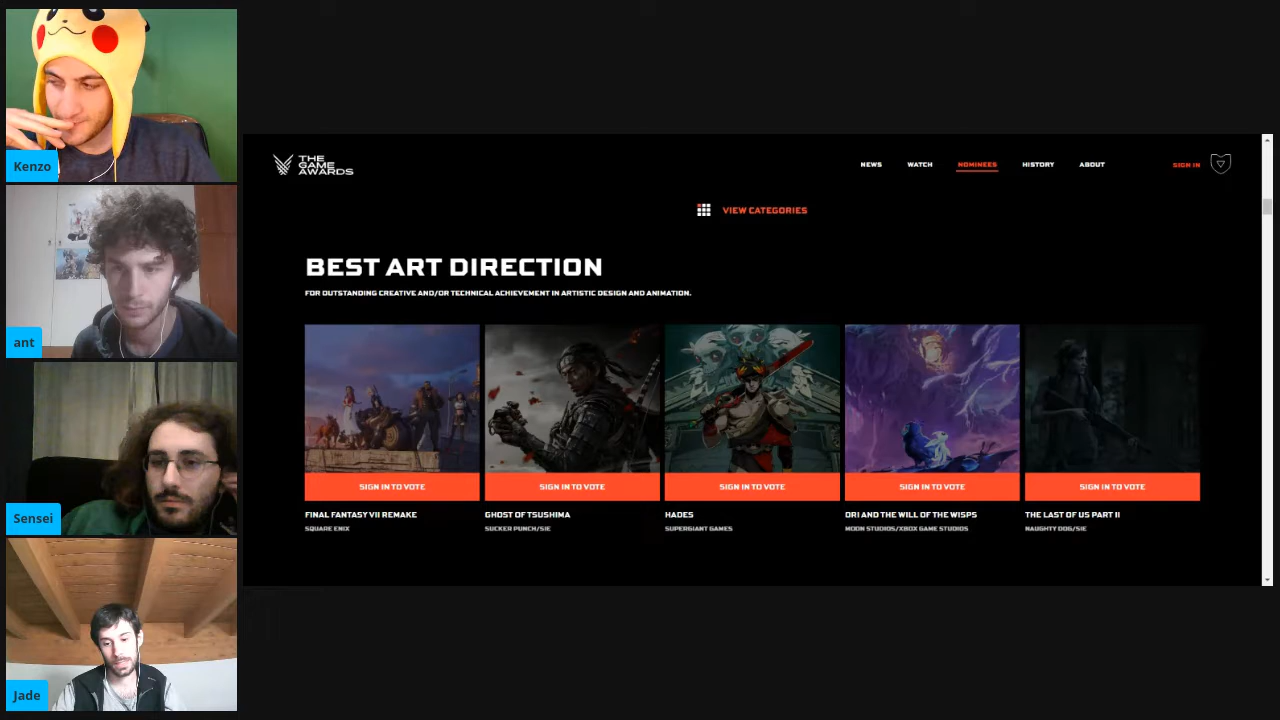 Kenzo
ant
Sensei
Jade
THE
GAME
AWARDS
NEWS WATCH NOMINEES HISTORY ABOUT SIGN IN
VIEW CATEGORIES
BEST ART DIRECTION
FOR OUTSTANDING CREATIVE AND/OR TECHNICAL ACHIEVEMENT IN ARTISTIC DESIGN AND ANIMATION.
SIGN IN TO VOTE SIGN IN TO VOTE SIGN IN TO VOTE SIGN IN TO VOTE SIGN IN TO VOTE
FINAL FANTASY VII REMAKE GHOST OF TSUSHIMA HADES ORI AND THE WILL OF THE WISPS THE LAST OF US PART II
SQUARE ENIX SUCKER PUNCH/SIE SUPERGIANT GAMES MOON STUDIOS/XBOX GAME STUDIOS NAUGHTY DOG/SIE